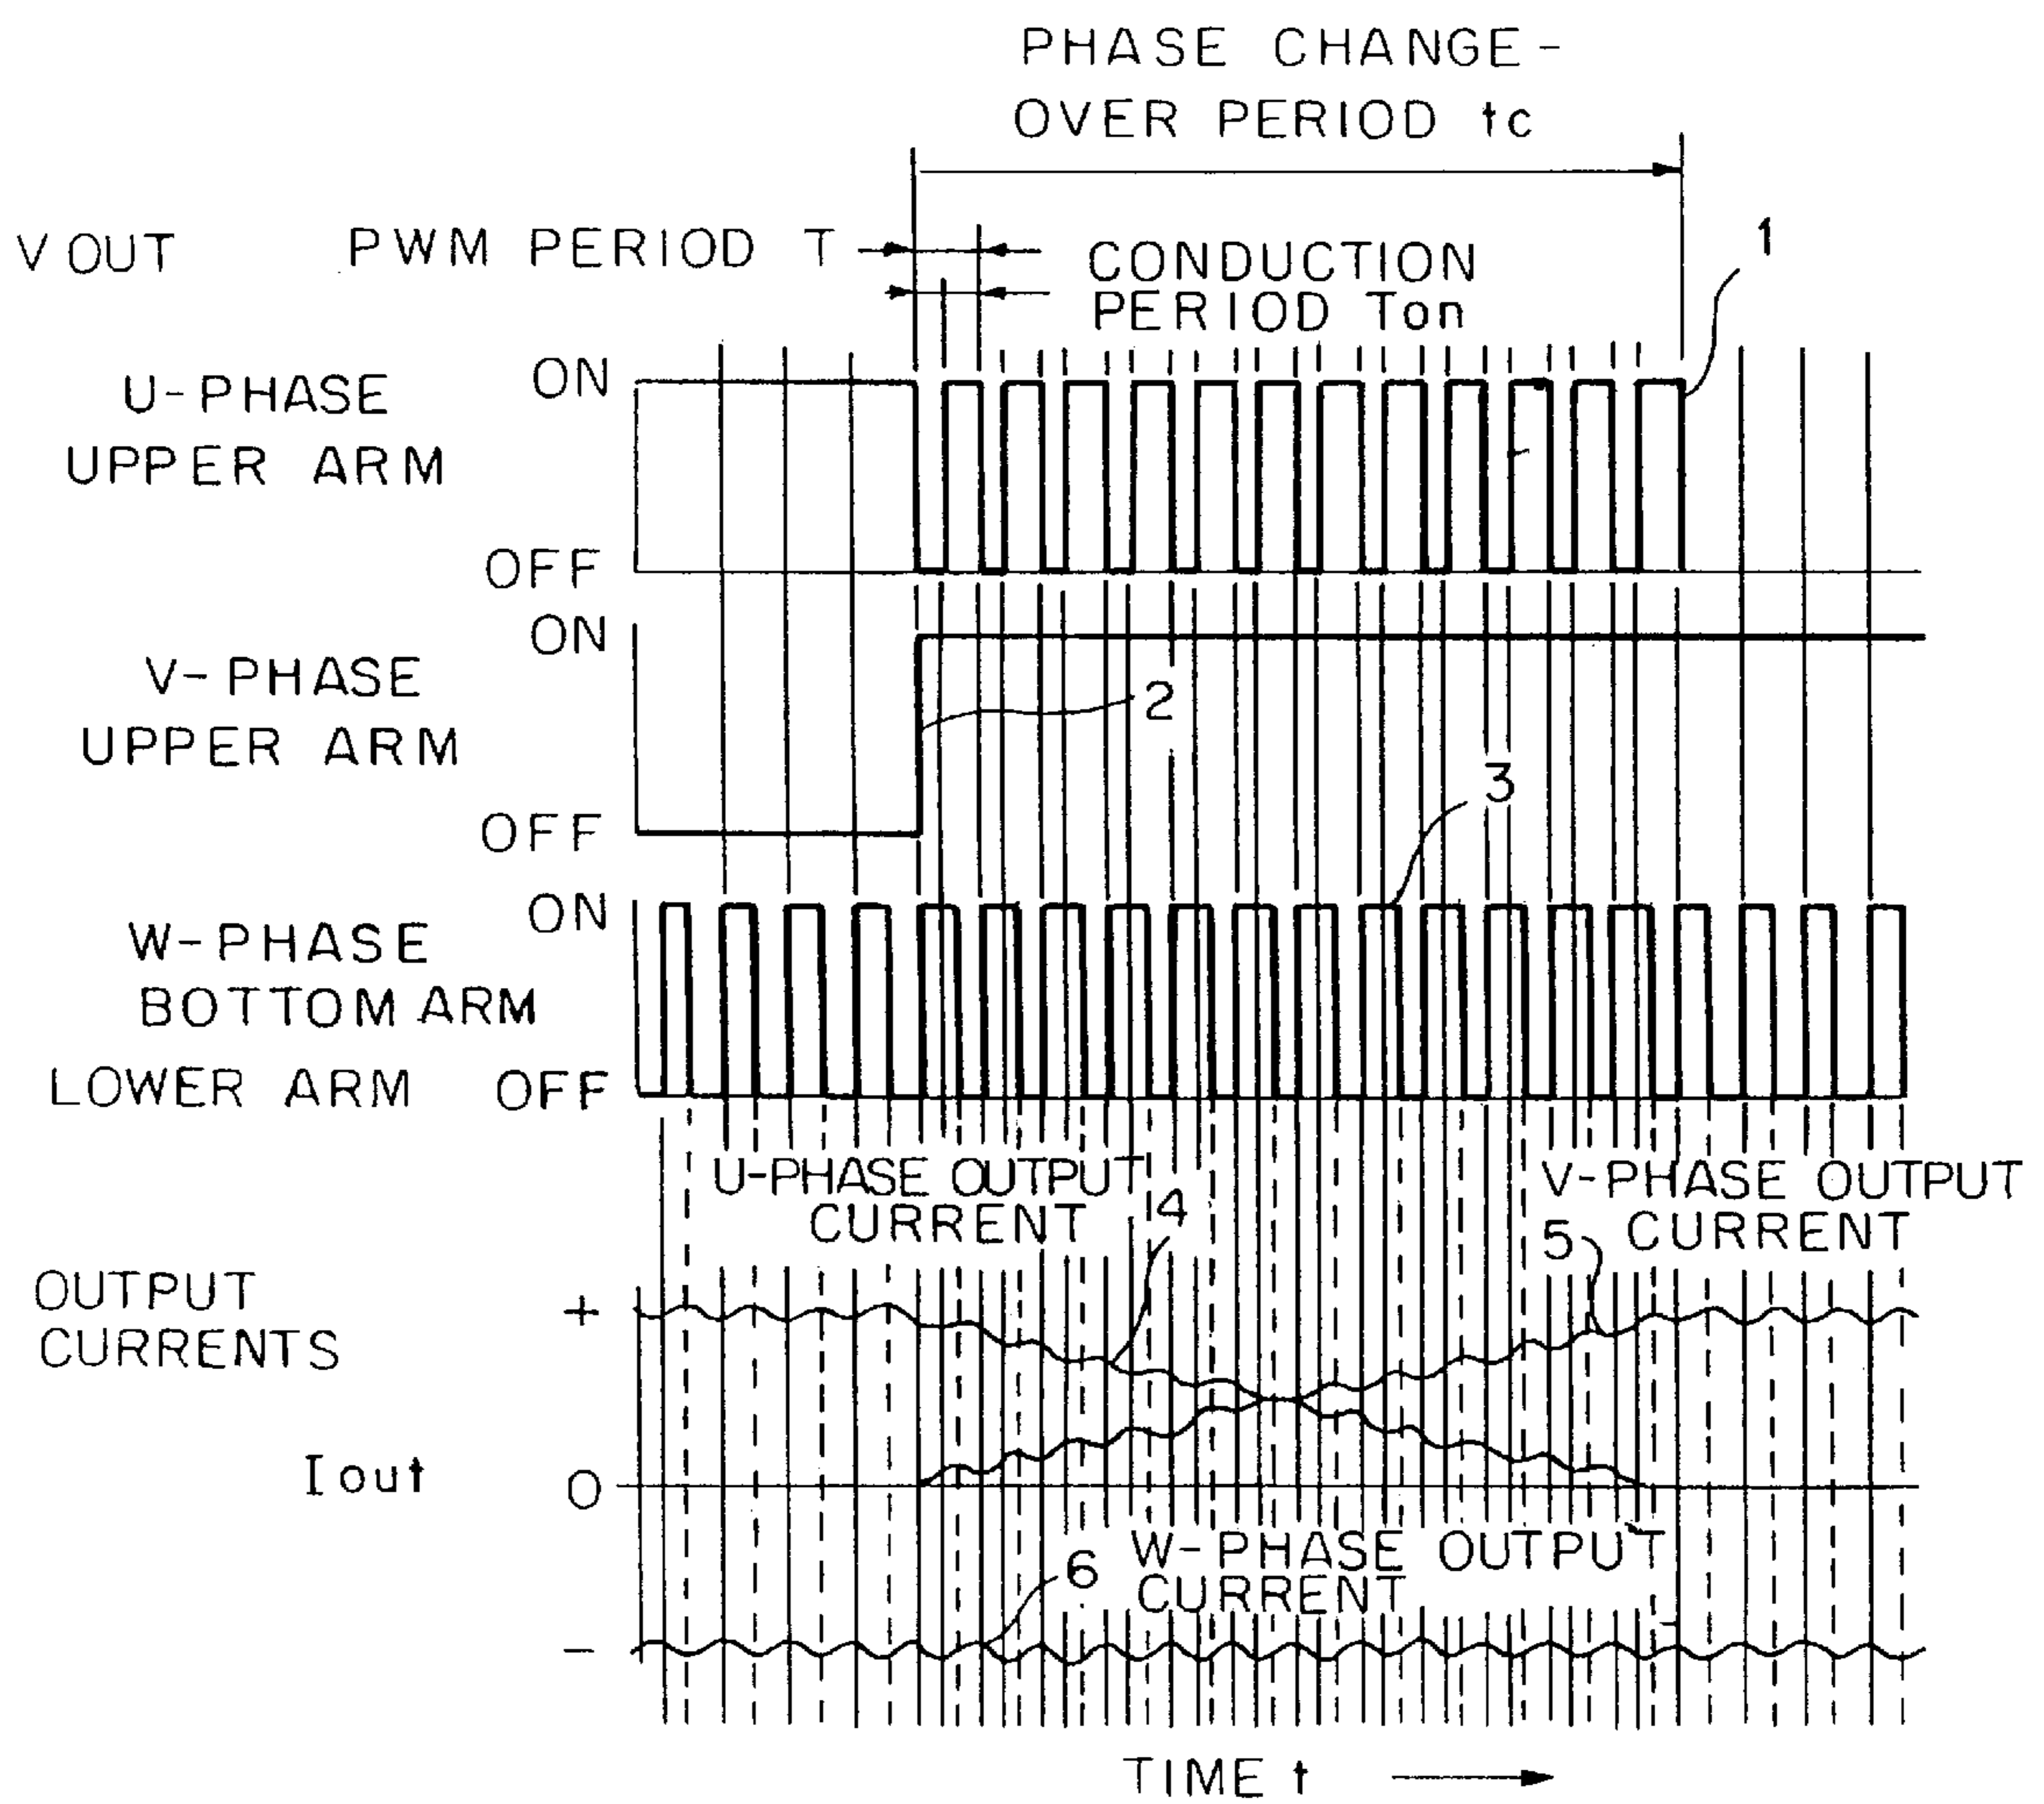 PHASE CHANGE-
OVER PERIOD tc
V OUT
PWM PERIOD T
CONDUCTION
PERIOD Ton
1
U-PHASE
UPPER ARM
ON
OFF
V-PHASE
UPPER ARM
ON
OFF
2
3
W-PHASE
BOTTOM ARM
LOWER ARM
ON
OFF
U-PHASE OUTPUT
CURRENT
4
V-PHASE OUTPUT
CURRENT
5
OUTPUT
CURRENTS
+
I out
O
W-PHASE OUTPUT
CURRENT
6
-
TIME t